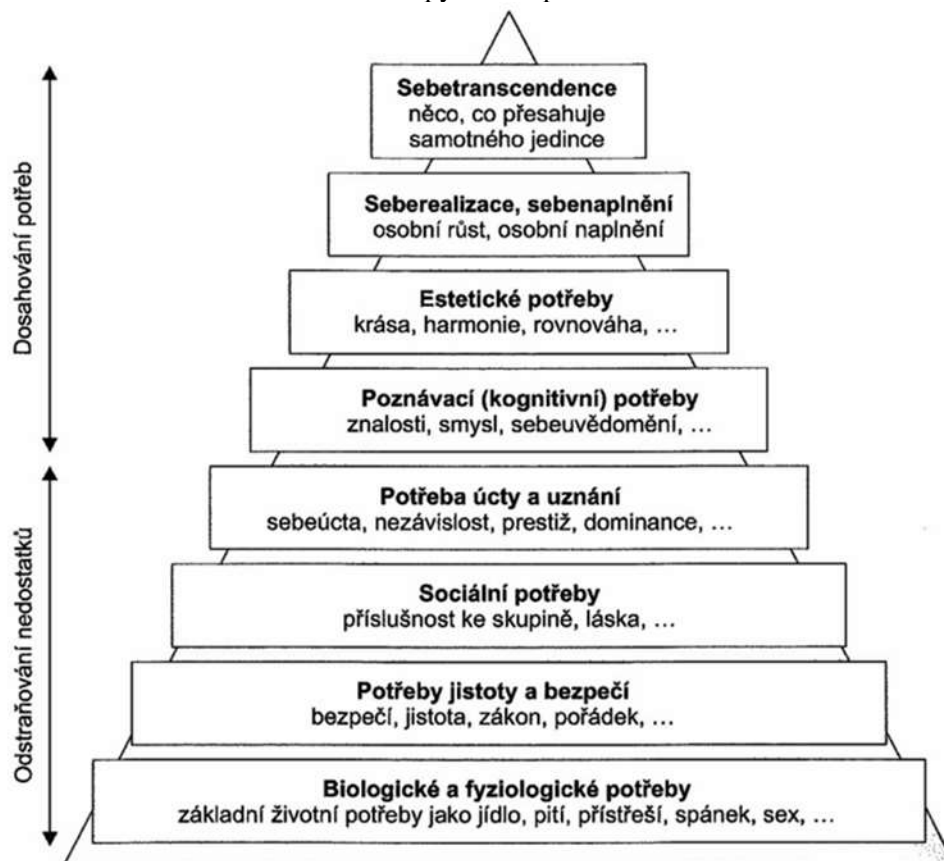 Sebetranscendence
něco, co přesahuje
samotného jedince
Seberealizace, sebenaplnění
osobní růst, osobní naplnění
Estetické potřeby
krása, harmonie, rovnováha, ...
Poznávací (kognitivní) potřeby
znalosti, smysl, sebeuvědomění, ...
Potřeba úcty a uznání
sebeúcta, nezávislost, prestiž, dominance, ...
Sociální potřeby
příslušnost ke skupině, láska, ...
Potřeby jistoty a bezpečí
bezpečí, jistota, zákon, pořádek, ...
Biologické a fyziologické potřeby
základní životní potřeby jako jídlo, pití, přístřeší, spánek, sex, ...
Dosahování potřeb
Odstraňování nedostatků